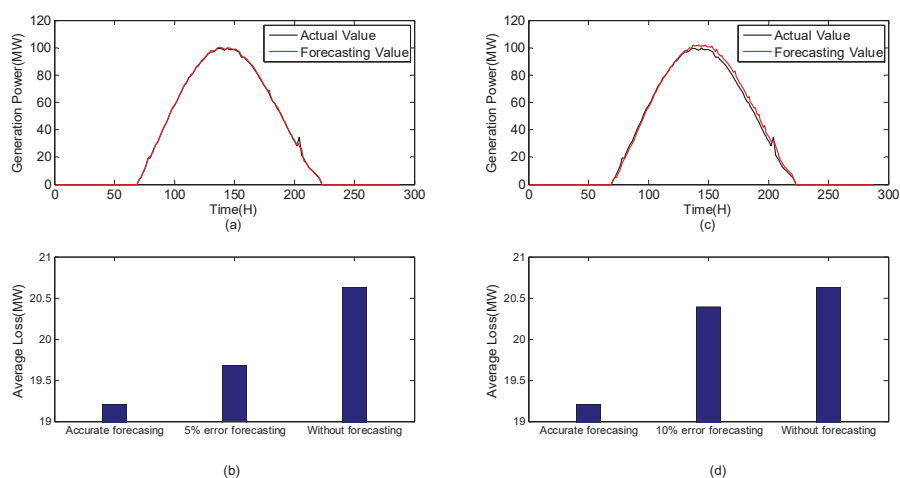 120
100
80
60
40
20
0
Generation Power(MW)
Actual Value
Forecasting Value
0 50 100 150 200 250 300
Time(H)
(a)
120
100
80
60
40
20
0
Generation Power(MW)
Actual Value
Forecasting Value
0 50 100 150 200 250 300
Time(H)
(c)
21
20.5
20
19.5
19
Average Loss(MW)
Accurate forecasing 5% error forecasting Without forecasting
(b)
21
20.5
20
19.5
19
Average Loss(MW)
Accurate forecasing 10% error forecasting Without forecasting
(d)